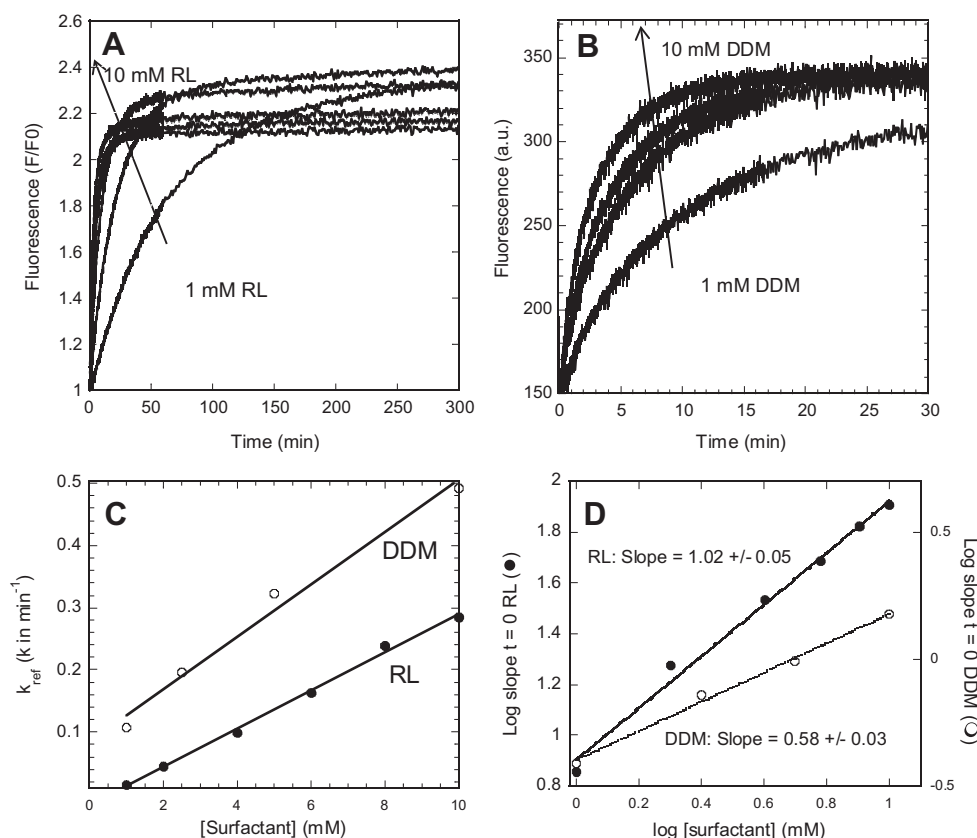 A
10 mM RL
1 mM RL
Fluorescence (F/F0)
2.6
2.4
2.2
2
1.8
1.6
1.4
1.2
1
0 50 100 150 200 250 300
Time (min)
B
10 mM DDM
1 mM DDM
Fluorescence (a.u.)
350
300
250
200
150
0 5 10 15 20 25 30
Time (min)
C
DDM
RL
k_ref (k in min⁻¹)
0.5
0.4
0.3
0.2
0.1
0 2 4 6 8 10
[Surfactant] (mM)
D
RL: Slope = 1.02 +/- 0.05
DDM: Slope = 0.58 +/- 0.03
Log slope t = 0 RL (●)
2
1.8
1.6
1.4
1.2
1
0.8
0.5
0
-0.5
Log slope t = 0 DDM (○)
0.0 0.2 0.4 0.6 0.8 1
log [surfactant] (mM)